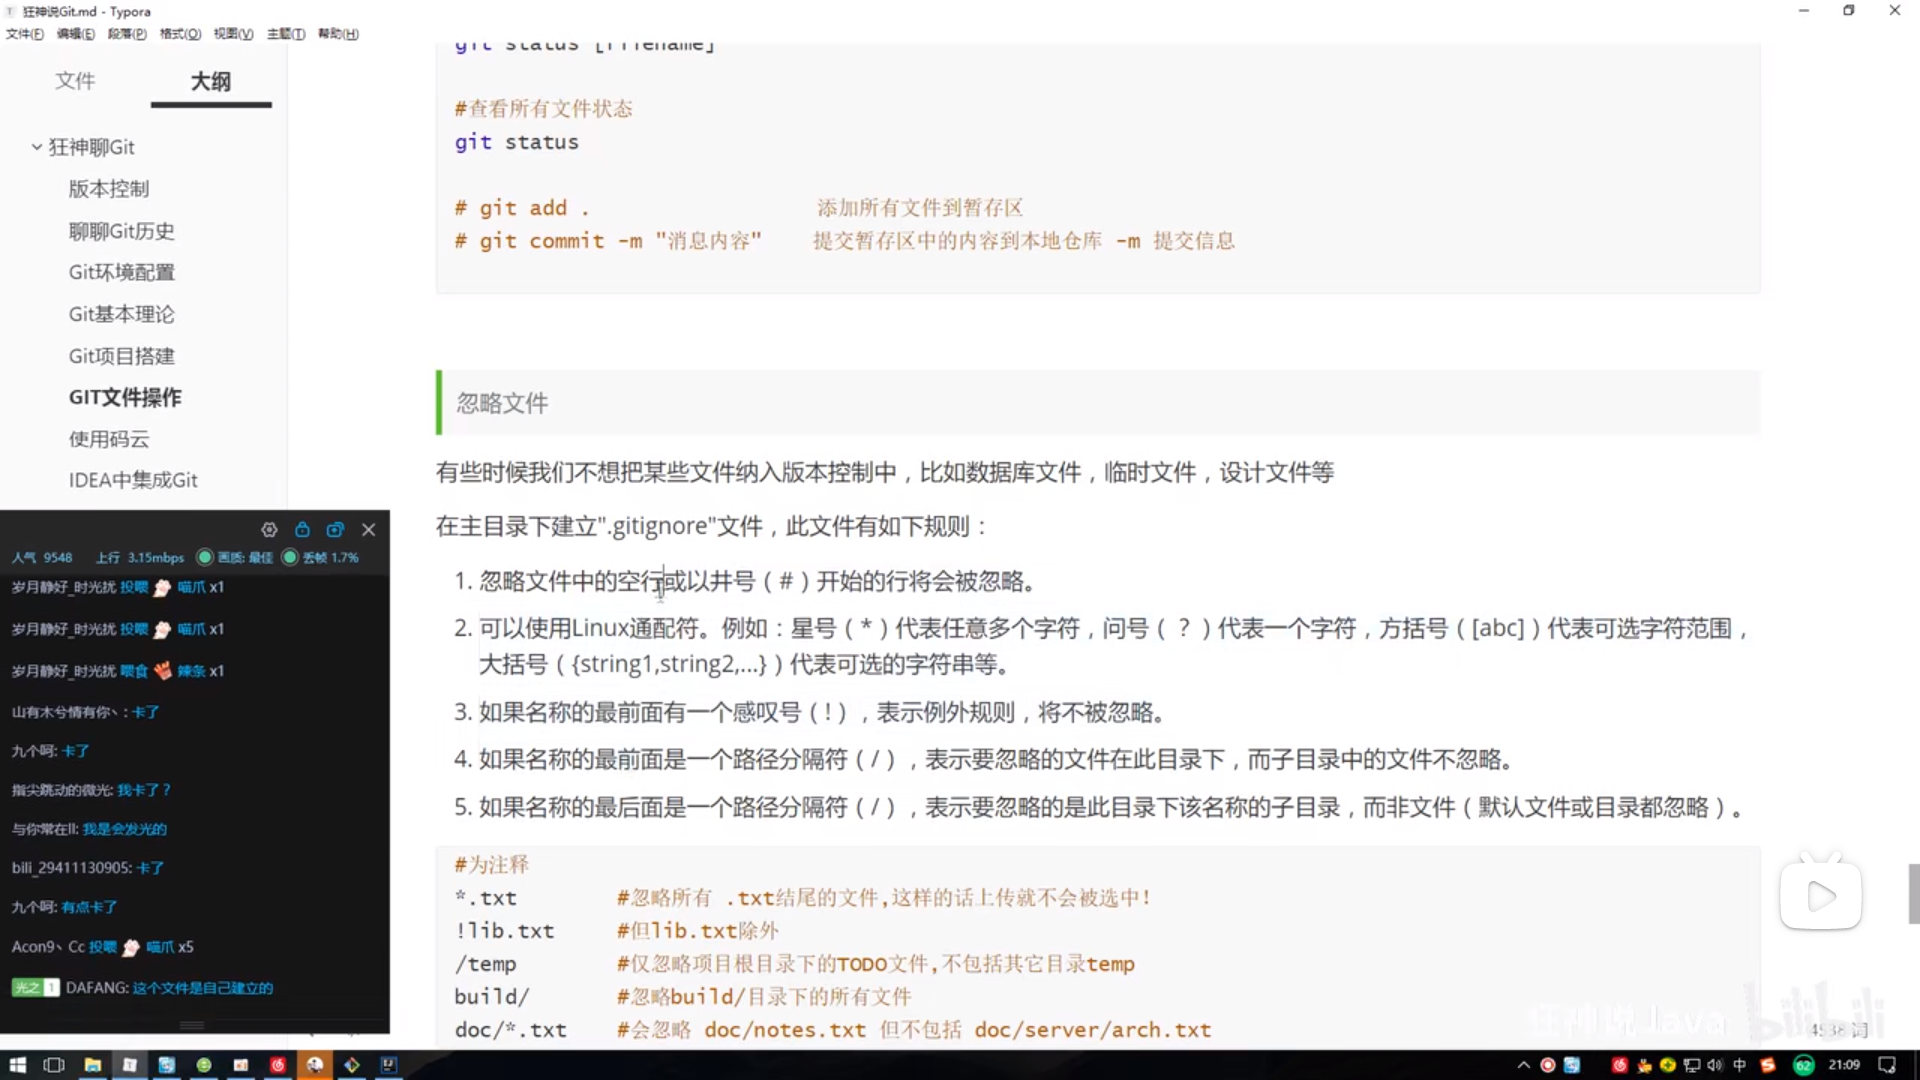 狂神说Git.md - Typora
文件(F) 编辑(E) 段落(P) 格式(O) 视图(V) 主题(T) 帮助(H)
文件 大纲
狂神聊Git
版本控制
聊聊Git历史
Git环境配置
Git基本理论
Git项目搭建
GIT文件操作
使用码云
IDEA中集成Git
git status [filename]
#查看所有文件状态
git status
# git add . 添加所有文件到暂存区
# git commit -m "消息内容" 提交暂存区中的内容到本地仓库 -m 提交信息
忽略文件
有些时候我们不想把某些文件纳入版本控制中，比如数据库文件，临时文件，设计文件等
在主目录下建立".gitignore"文件，此文件有如下规则：
1. 忽略文件中的空行或以井号（#）开始的行将会被忽略。
2. 可以使用Linux通配符。例如：星号（*）代表任意多个字符，问号（？）代表一个字符，方括号（[abc]）代表可选字符范围，
大括号（{string1,string2,...}）代表可选的字符串等。
3. 如果名称的最前面有一个感叹号（!），表示例外规则，将不被忽略。
4. 如果名称的最前面是一个路径分隔符（/），表示要忽略的文件在此目录下，而子目录中的文件不忽略。
5. 如果名称的最后面是一个路径分隔符（/），表示要忽略的是此目录下该名称的子目录，而非文件（默认文件或目录都忽略）。
#为注释
*.txt #忽略所有 .txt结尾的文件,这样的话上传就不会被选中！
!lib.txt #但lib.txt除外
/temp #仅忽略项目根目录下的TODO文件,不包括其它目录temp
build/ #忽略build/目录下的所有文件
doc/*.txt #会忽略 doc/notes.txt 但不包括 doc/server/arch.txt
人气 9548 上行 3.15mbps 画质: 最佳 丢帧 1.7%
岁月静好_时光扰 投喂 喵爪 x1
岁月静好_时光扰 投喂 喵爪 x1
岁月静好_时光扰 喂食 辣条 x1
山有木兮情有你丶: 卡了
九个呵: 卡了
指尖跳动的微光: 我卡了？
与你常在ll: 我是会发光的
bili_29411130905: 卡了
九个呵: 有点卡了
Acon9丶Cc 投喂 喵爪 x5
光之 1 DAFANG: 这个文件是自己建立的
狂神说Java bilibili
4538 词
中 62 21:09